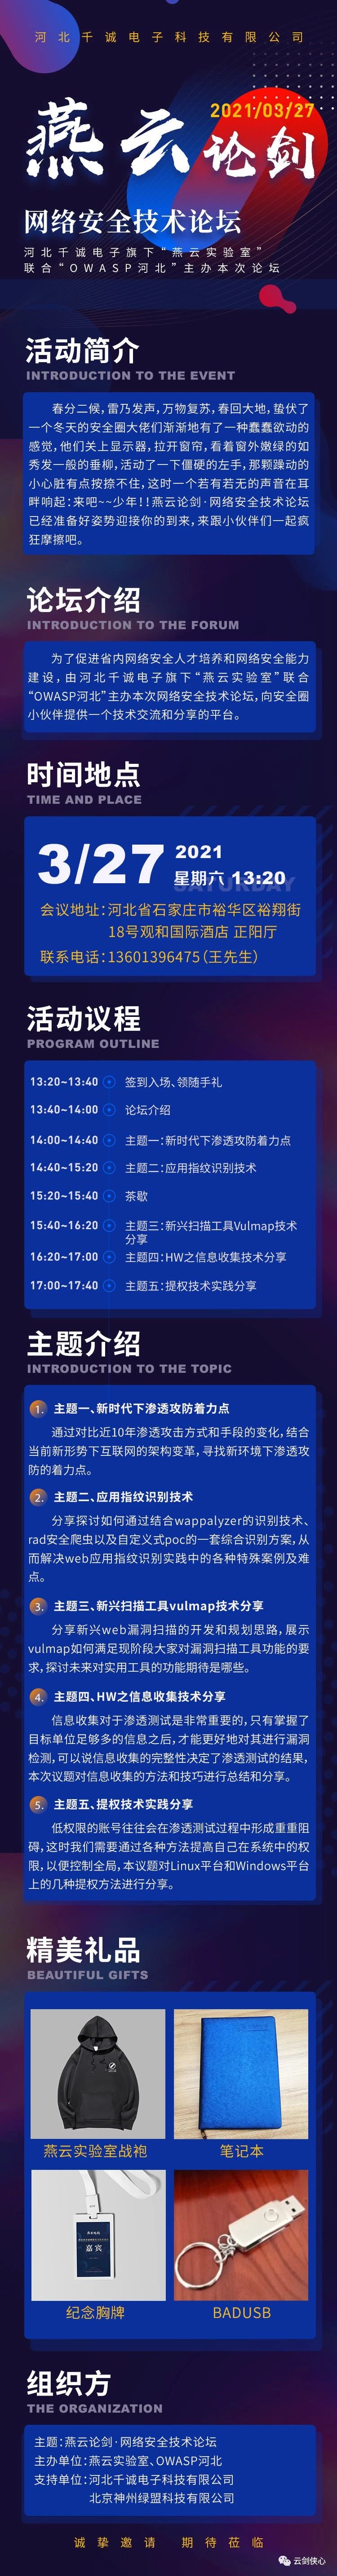 河北千诚电子科技有限公司
2021/03/27
燕云论剑
网络安全技术论坛
河北千诚电子旗下“燕云实验室”
联合“OWASP河北”主办本次论坛
活动简介
INTRODUCTION TO THE EVENT
春分二候,雷乃发声,万物复苏,春回大地,蛰伏了
一个冬天的安全圈大佬们渐渐地有了一种蠢蠢欲动的
感觉,他们关上显示器,拉开窗帘,看着窗外嫩绿的如
秀发一般的垂柳,活动了一下僵硬的左手,那颗躁动的
小心脏有点按捺不住,这时一个若有若无的声音在耳
畔响起:来吧~~少年!!燕云论剑·网络安全技术论坛
已经准备好姿势迎接你的到来,来跟小伙伴们一起疯
狂摩擦吧。
论坛介绍
INTRODUCTION TO THE FORUM
为了促进省内网络安全人才培养和网络安全能力
建设,由河北千诚电子旗下“燕云实验室”联合
“OWASP河北”主办本次网络安全技术论坛,向安全圈
小伙伴提供一个技术交流和分享的平台。
时间地点
TIME AND PLACE
3/27
2021
星期六 13:20
SATURDAY
会议地址:河北省石家庄市裕华区裕翔街
18号观和国际酒店 正阳厅
联系电话:13601396475(王先生)
活动议程
PROGRAM OUTLINE
13:20~13:40 签到入场、领随手礼
13:40~14:00 论坛介绍
14:00~14:40 主题一:新时代下渗透攻防着力点
14:40~15:20 主题二:应用指纹识别技术
15:20~15:40 茶歇
15:40~16:20 主题三:新兴扫描工具Vulmap技术
分享
16:20~17:00 主题四:HW之信息收集技术分享
17:00~17:40 主题五:提权技术实践分享
主题介绍
INTRODUCTION TO THE TOPIC
1. 主题一、新时代下渗透攻防着力点
通过对比近10年渗透攻击方式和手段的变化,结合
当前新形势下互联网的架构变革,寻找新环境下渗透攻
防的着力点。
2. 主题二、应用指纹识别技术
分享探讨如何通过结合wappalyzer的识别技术、
rad安全爬虫以及自定义式poc的一套综合识别方案,从
而解决web应用指纹识别实践中的各种特殊案例及难
点。
3. 主题三、新兴扫描工具vulmap技术分享
分享新兴web漏洞扫描的开发和规划思路,展示
vulmap如何满足现阶段大家对漏洞扫描工具功能的要
求,探讨未来对实用工具的功能期待是哪些。
4. 主题四、HW之信息收集技术分享
信息收集对于渗透测试是非常重要的,只有掌握了
目标单位足够多的信息之后,才能更好地对其进行漏洞
检测,可以说信息收集的完整性决定了渗透测试的结果,
本次议题对信息收集的方法和技巧进行总结和分享。
5. 主题五、提权技术实践分享
低权限的账号往往会在渗透测试过程中形成重重阻
碍,这时我们需要通过各种方法提高自己在系统中的权
限,以便控制全局,本议题对Linux平台和Windows平台
上的几种提权方法进行分享。
精美礼品
BEAUTIFUL GIFTS
燕云实验室战袍
笔记本
嘉宾
纪念胸牌
BADUSB
组织方
THE ORGANIZATION
主题:燕云论剑·网络安全技术论坛
主办单位:燕云实验室、OWASP河北
支持单位:河北千诚电子科技有限公司
北京神州绿盟科技有限公司
诚挚邀请 期待莅临
云剑侠心